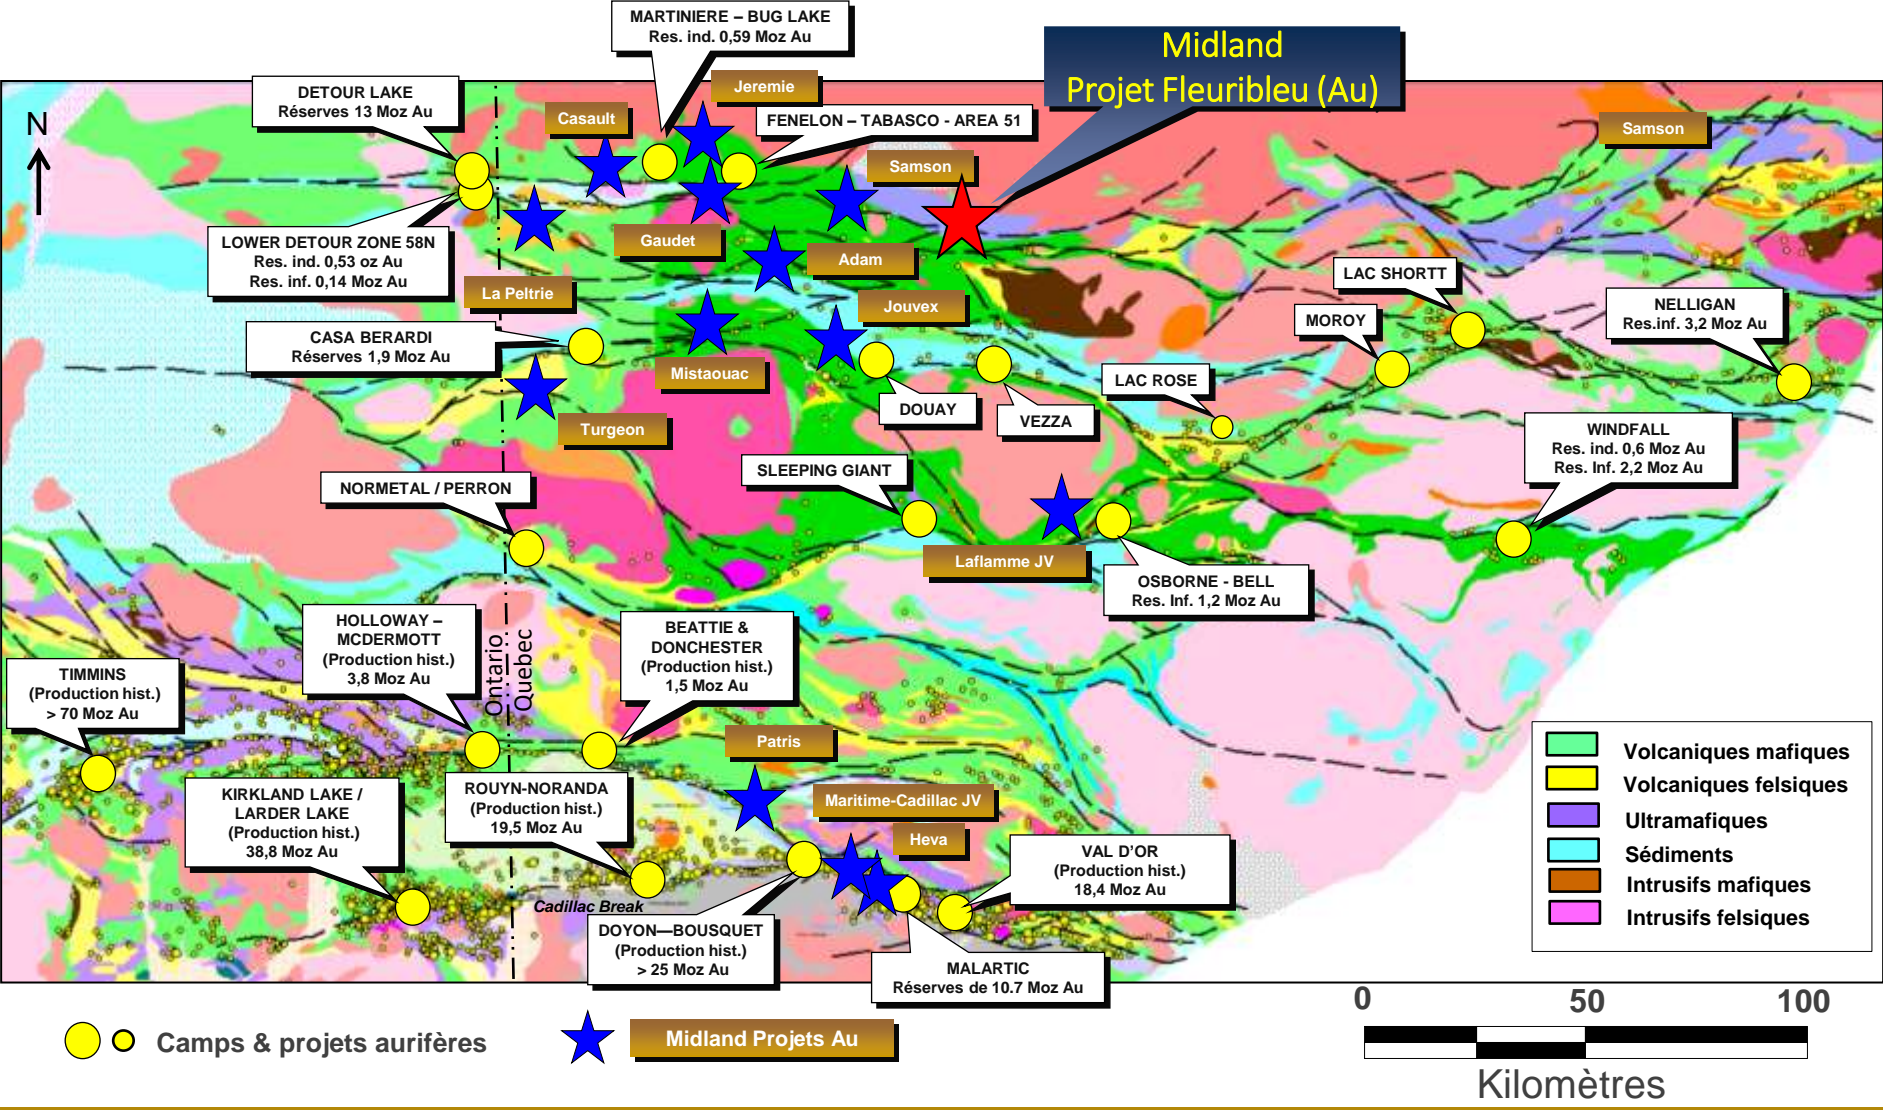 MARTINIERE – BUG LAKE
Res. ind. 0,59 Moz Au
Midland
Projet Fleuribleu (Au)
DETOUR LAKE
Réserves 13 Moz Au
Jeremie
Casault
FENELON – TABASCO - AREA 51
Samson
Samson
N
LOWER DETOUR ZONE 58N
Res. ind. 0,53 oz Au
Res. inf. 0,14 Moz Au
Gaudet
Adam
La Peltrie
Jouvex
LAC SHORTT
NELLIGAN
Res.inf. 3,2 Moz Au
MOROY
CASA BERARDI
Réserves 1,9 Moz Au
Mistaouac
LAC ROSE
DOUAY
VEZZA
Turgeon
WINDFALL
Res. ind. 0,6 Moz Au
Res. Inf. 2,2 Moz Au
SLEEPING GIANT
NORMETAL / PERRON
Laflamme JV
OSBORNE - BELL
Res. Inf. 1,2 Moz Au
HOLLOWAY –
MCDERMOTT
(Production hist.)
3,8 Moz Au
Ontario
Quebec
BEATTIE &
DONCHESTER
(Production hist.)
1,5 Moz Au
TIMMINS
(Production hist.)
> 70 Moz Au
Patris
KIRKLAND LAKE /
LARDER LAKE
(Production hist.)
38,8 Moz Au
ROUYN-NORANDA
(Production hist.)
19,5 Moz Au
Maritime-Cadillac JV
Heva
VAL D’OR
(Production hist.)
18,4 Moz Au
Cadillac Break
DOYON—BOUSQUET
(Production hist.)
> 25 Moz Au
MALARTIC
Réserves de 10.7 Moz Au
Volcaniques mafiques
Volcaniques felsiques
Ultramafiques
Sédiments
Intrusifs mafiques
Intrusifs felsiques
Camps & projets aurifères
Midland Projets Au
0 50 100
Kilomètres